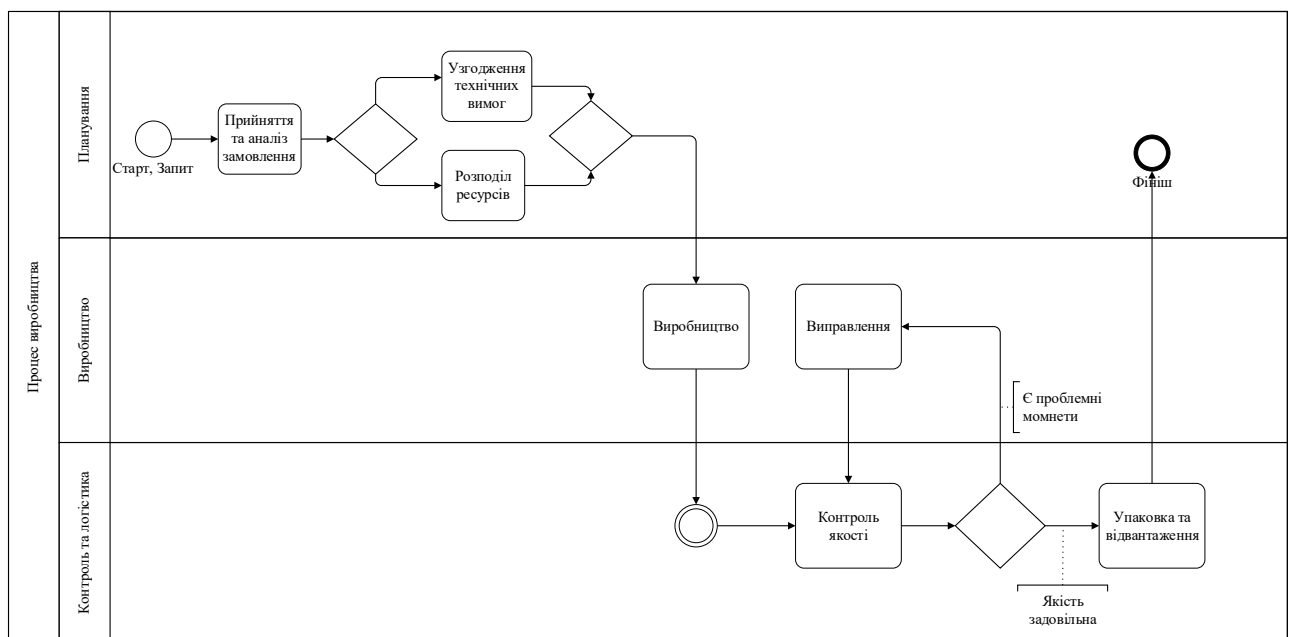 Процес виробництва
Планування
Старт, Запит
Прийняття
та аналіз
замовлення
Узгодження
технічних
вимог
Розподіл
ресурсів
Фініш
Виробництво
Виробництво
Виправлення
Є проблемні
момнети
Контроль та логістика
Контроль
якості
Упаковка та
відвантаження
Якість
задовільна